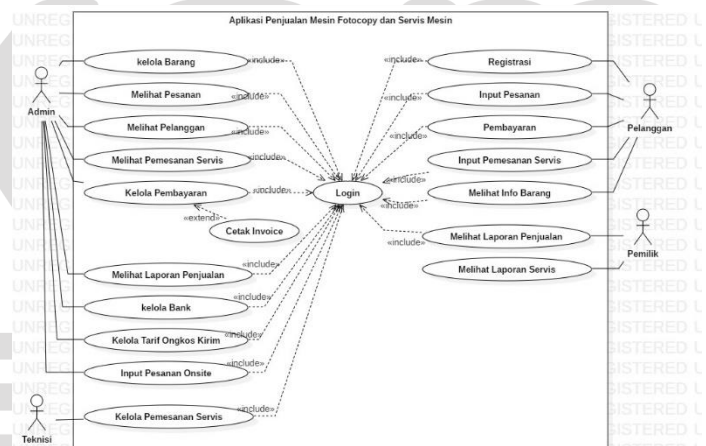 Aplikasi Penjualan Mesin Fotocopy dan Servis Mesin
kelola Barang
«include»
«include»
Registrasi
Melihat Pesanan
«include»
«include»
Input Pesanan
Admin
Melihat Pelanggan
«include»
«include»
Pembayaran
Pelanggan
Melihat Pemesanan Servis
«include»
Input Pemesanan Servis
«include»
Kelola Pembayaran
«include»
Login
Melihat Info Barang
«include»
«extend»
Cetak Invoice
Melihat Laporan Penjualan
«include»
Pemilik
Melihat Laporan Penjualan
«include»
Melihat Laporan Servis
kelola Bank
«include»
Kelola Tarif Ongkos Kirim
«include»
Input Pesanan Onsite
«include»
Kelola Pemesanan Servis
«include»
Teknisi